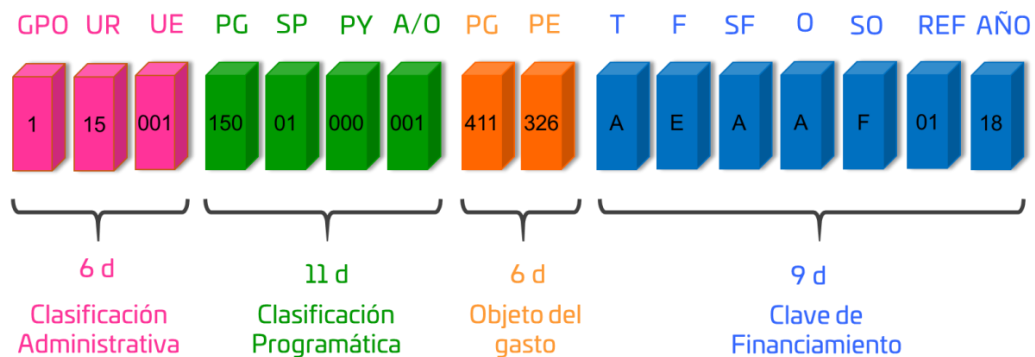 GPO UR UE PG SP PY A/O PG PE T F SF O SO REF AÑO
1 15 001 150 01 000 001 411 326 A E A A F 01 18
6 d 11 d 6 d 9 d
Clasificación Administrativa
Clasificación Programática
Objeto del gasto
Clave de Financiamiento